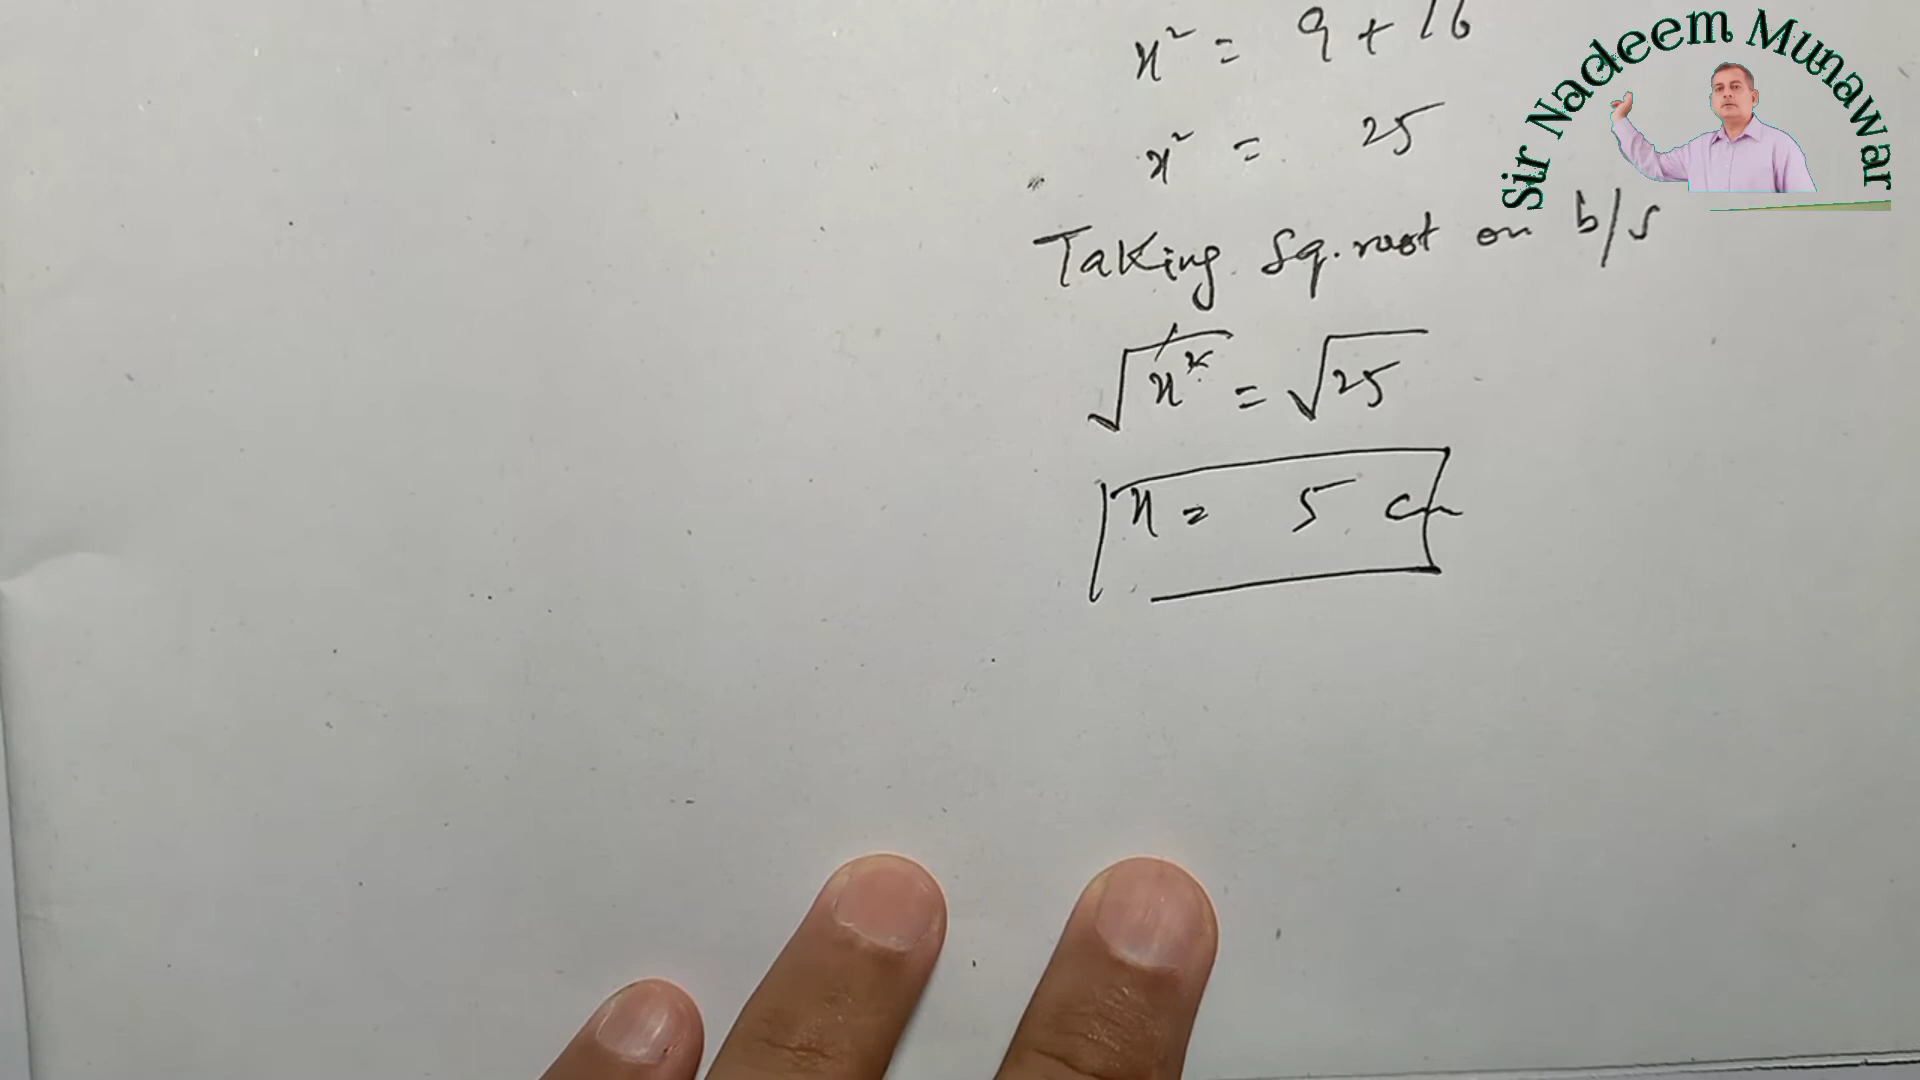 x² = 9 + 16
x² = 25
Taking Sq. root on b/s
√x² = √25
x = 5 cm
Sir Nadeem Munawar